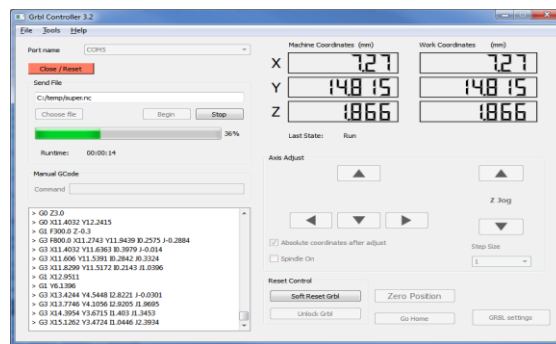 Grbl Controller 3.2
File Tools Help
Port name COM5
Close / Reset
Send File
C:/temp/super.nc
Choose file Begin Stop
36%
Runtime: 00:00:14
Manual GCode
Command
> G0 Z3.0
> G0 X11.4032 Y12.2415
> G1 F300.0 Z-0.3
> G3 F800.0 X11.2743 Y11.9439 I0.2575 J-0.2884
> G3 X11.4032 Y11.6363 I0.3979 J-0.014
> G3 X11.606 Y11.5391 I0.2842 J0.3324
> G3 X11.8299 Y11.5172 I0.2143 J1.0396
> G1 X12.9511
> G1 Y6.1396
> G3 X13.4244 Y4.5448 I2.8221 J-0.0301
> G3 X13.7746 Y4.1056 I2.9205 J1.9695
> G3 X14.3954 Y3.6715 I1.403 J1.3453
> G3 X15.1262 Y3.4724 I1.0446 J2.3934
Machine Coordinates (mm) Work Coordinates (mm)
X 7.27 7.27
Y 14.815 14.815
Z 1.866 1.866
Last State: Run
Axis Adjust
Z Jog
Absolute coordinates after adjust
Spindle On
Step Size
1
Reset Control
Soft Reset Grbl
Unlock Grbl
Zero Position
Go Home
GRBL settings